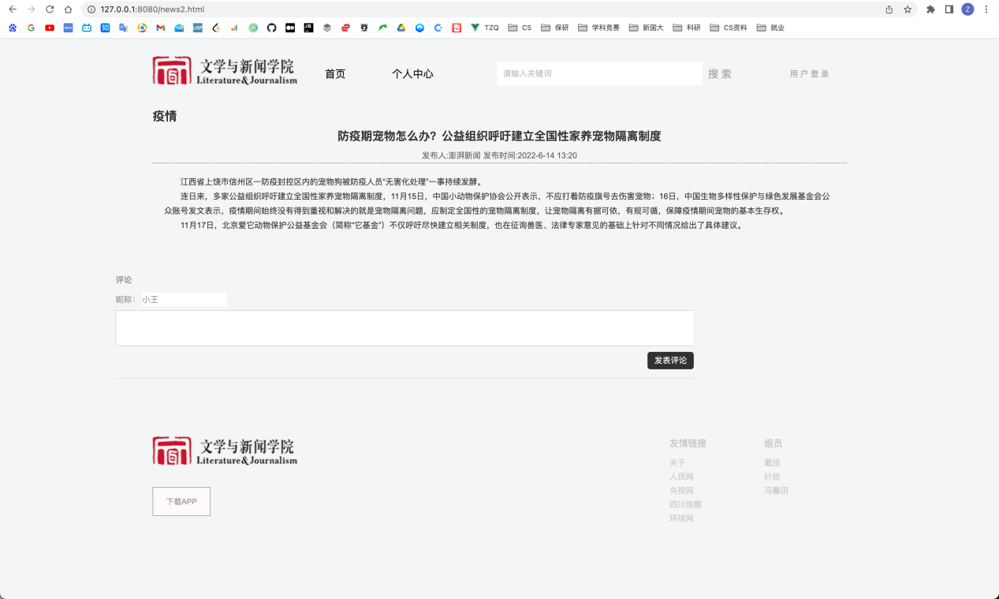 127.0.0.1:8080/news2.html
Z
TZQ CS 保研 学科竞赛 新国大 科研 CS资料 就业
文学与新闻学院
Literature&Journalism
首页 个人中心 请输入关键词 搜 索 用 户 登 录
疫情
防疫期宠物怎么办？公益组织呼吁建立全国性家养宠物隔离制度
发布人:澎湃新闻 发布时间:2022-6-14 13:20
江西省上饶市信州区一防疫封控区内的宠物狗被防疫人员“无害化处理”一事持续发酵。
连日来，多家公益组织呼吁建立全国性家养宠物隔离制度，11月15日，中国小动物保护协会公开表示，不应打着防疫旗号去伤害宠物；16日，中国生物多样性保护与绿色发展基金会公
众账号发文表示，疫情期间始终没有得到重视和解决的就是宠物隔离问题，应制定全国性的宠物隔离制度，让宠物隔离有据可依，有规可循，保障疫情期间宠物的基本生存权。
11月17日，北京爱它动物保护公益基金会（简称“它基金”）不仅呼吁尽快建立相关制度，也在征询兽医、法律专家意见的基础上针对不同情况给出了具体建议。
评论
昵称： 小王
发表评论
文学与新闻学院
Literature&Journalism
下载APP
友情链接
关于
人民网
央视网
四川观察
环球网
组员
戴佳
叶拯
冯馨田